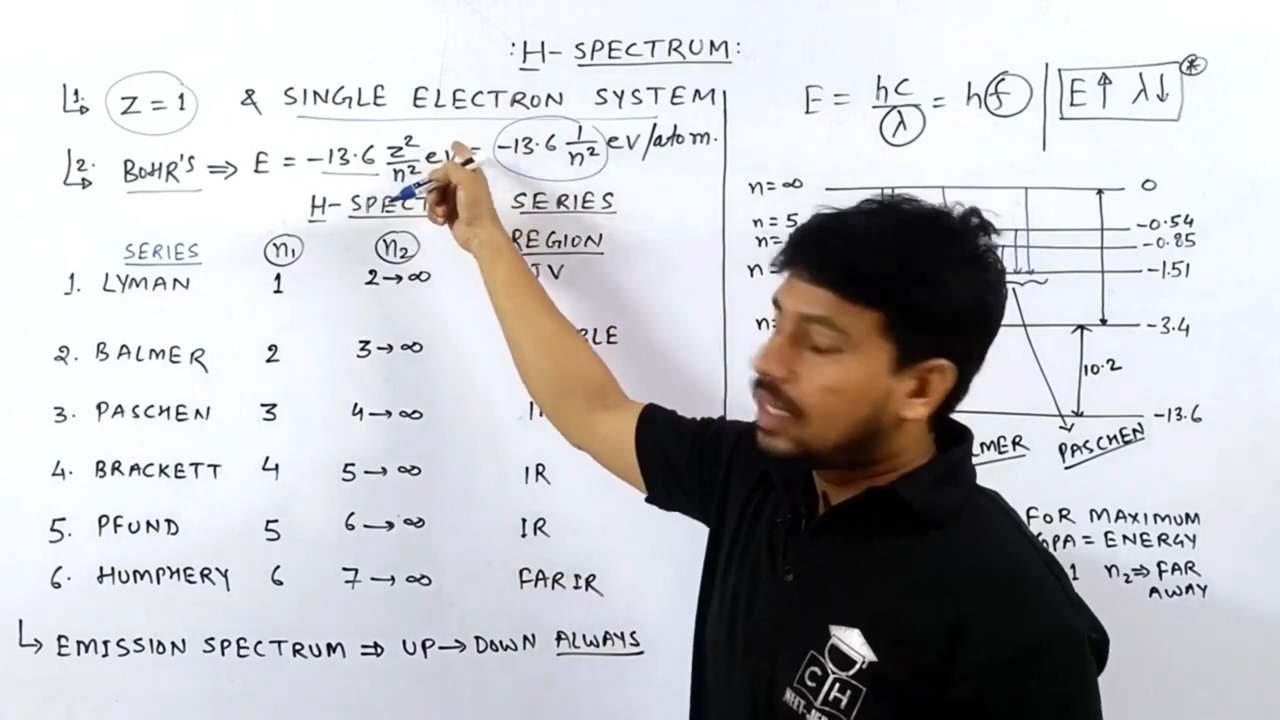 : H - SPECTRUM :
1. Z = 1 & SINGLE ELECTRON SYSTEM
2. BOHR'S ⇒ E = -13.6 Z²/n² eV = -13.6 1/n² eV/atom.
H - SPECT
SERIES n₁ n₂ SERIES REGION
1. LYMAN 1 2→∞
2. BALMER 2 3→∞
3. PASCHEN 3 4→∞
4. BRACKETT 4 5→∞ IR
5. PFUND 5 6→∞ IR
6. HUMPHERY 6 7→∞ FAR IR
↳ EMISSION SPECTRUM ⇒ UP → DOWN ALWAYS
E = hc/λ = hf | E↑ λ↓ *
n=∞ 0
n=5 -0.54
n= -0.85
n= -1.51
n= -3.4
10.2
-13.6
LMER PASCHEN
FOR MAXIMUM
= ENERGY
1 n₂ ⇒ FAR
AWAY
CH